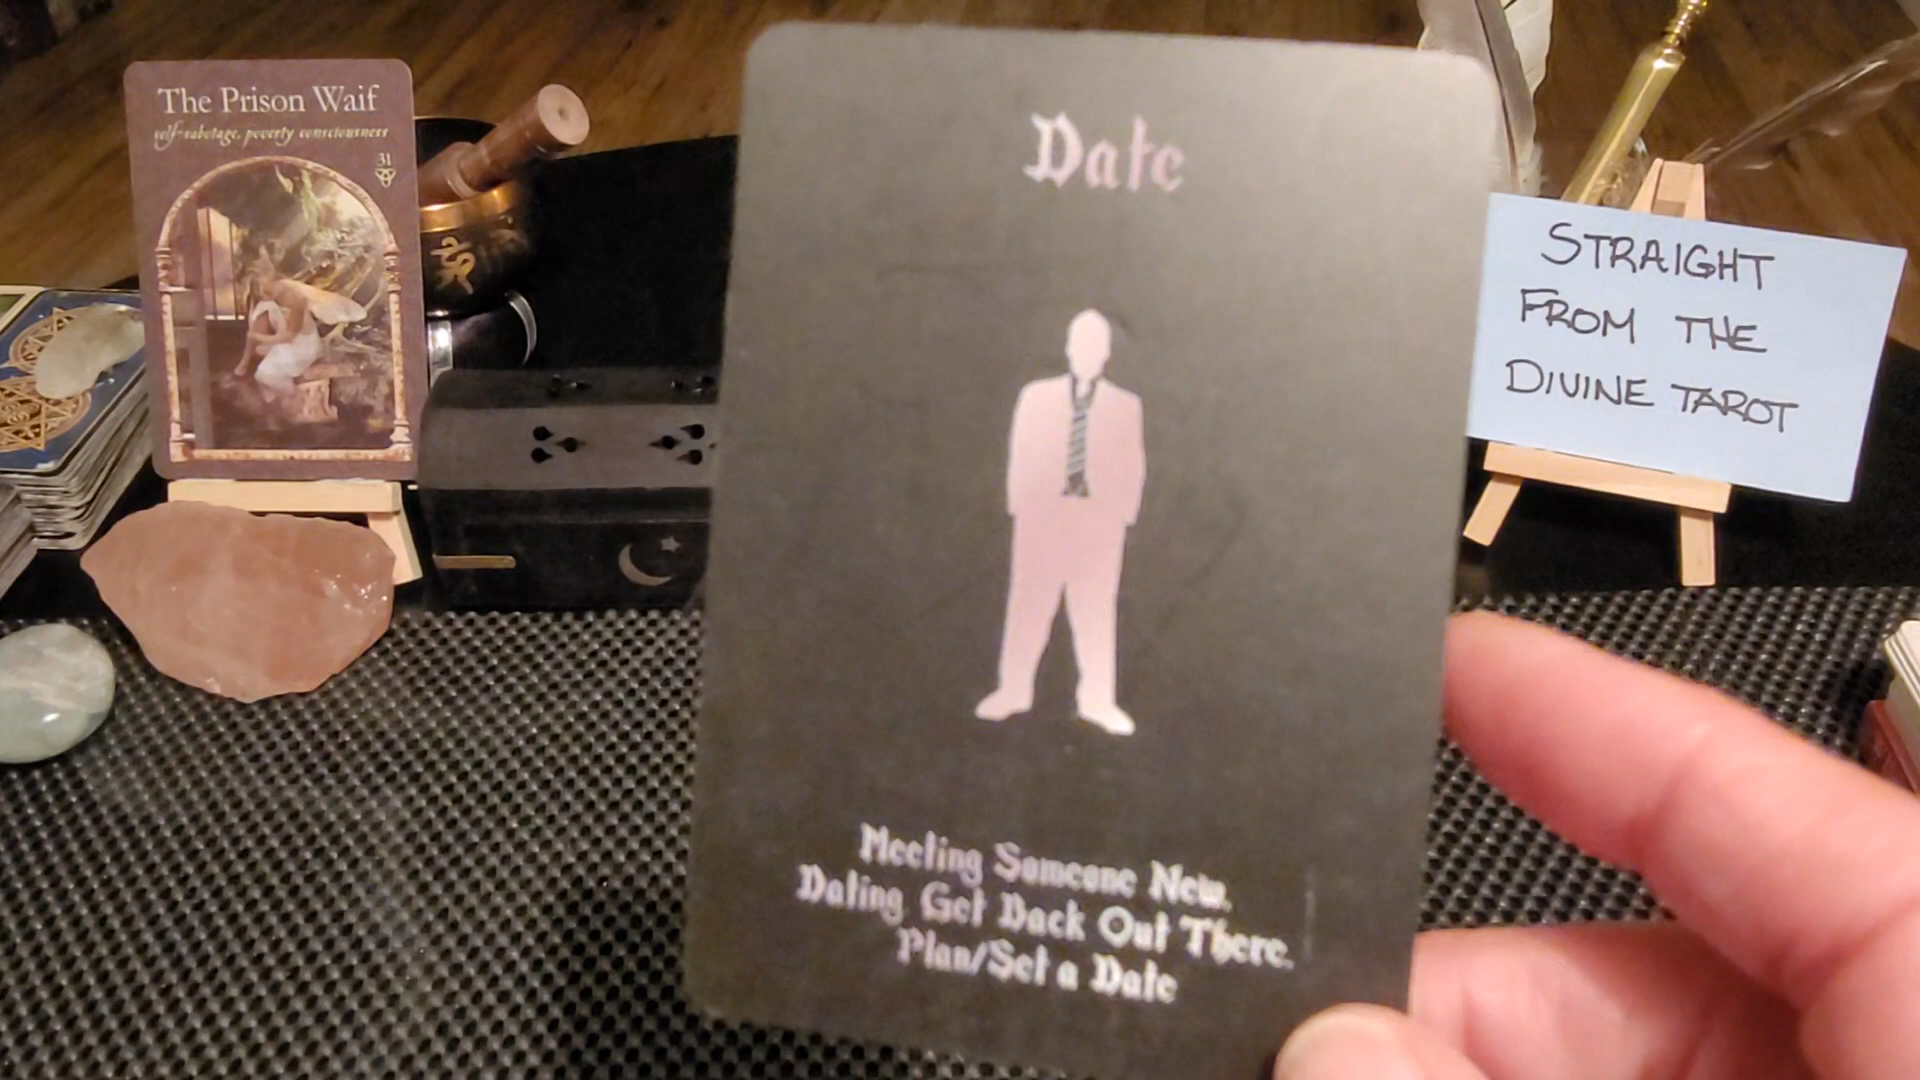 The Prison Waif
self-sabotage, poverty consciousness
31
Date
Meeting Someone New,
Dating, Get Back Out There,
Plan/Set a Date
STRAIGHT
FROM THE
DIVINE TAROT